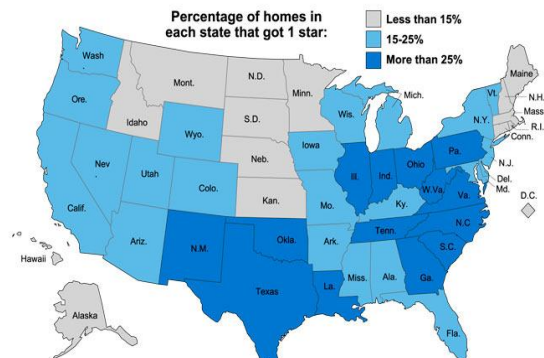 Percentage of homes in
each state that got 1 star:
Less than 15%
15-25%
More than 25%
Wash
Ore.
Calif.
Nev
Idaho
Mont.
Wyo.
Utah
Colo.
Ariz.
N.M.
N.D.
S.D.
Neb.
Kan.
Okla.
Texas
Minn.
Iowa
Mo.
Ark.
La.
Wis.
Ill.
Mich.
Ind.
Ohio
Ky.
Tenn.
Miss.
Ala.
Ga.
Fla.
S.C.
N.C
Va.
W.Va
Pa.
N.Y.
Vt.
Maine
N.H.
Mass
R.I.
Conn.
N.J.
Del.
Md.
D.C.
Hawaii
Alaska